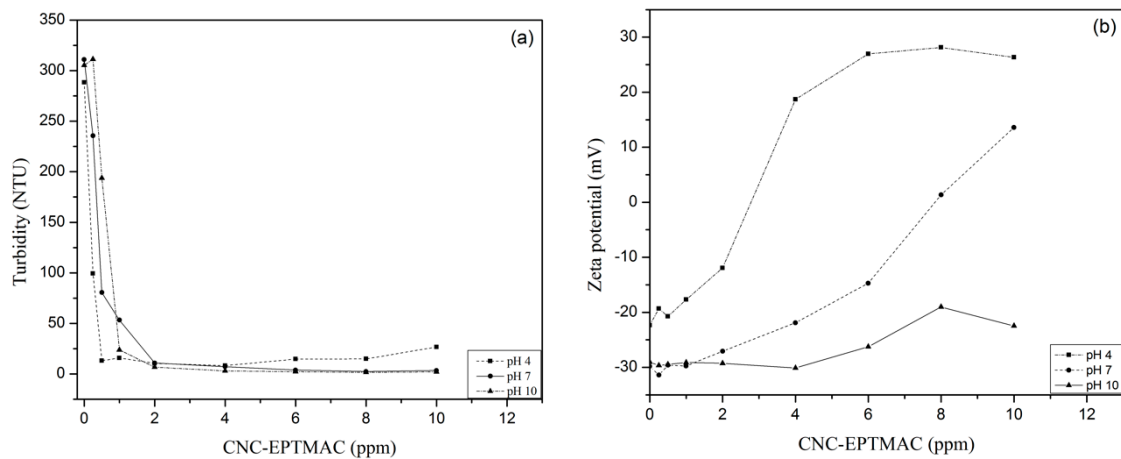 (a)
350
300
250
200
150
100
50
0
Turbidity (NTU)
0 2 4 6 8 10 12
CNC-EPTMAC (ppm)
pH 4
pH 7
pH 10
(b)
30
20
10
0
-10
-20
-30
Zeta potential (mV)
0 2 4 6 8 10 12
CNC-EPTMAC (ppm)
pH 4
pH 7
pH 10